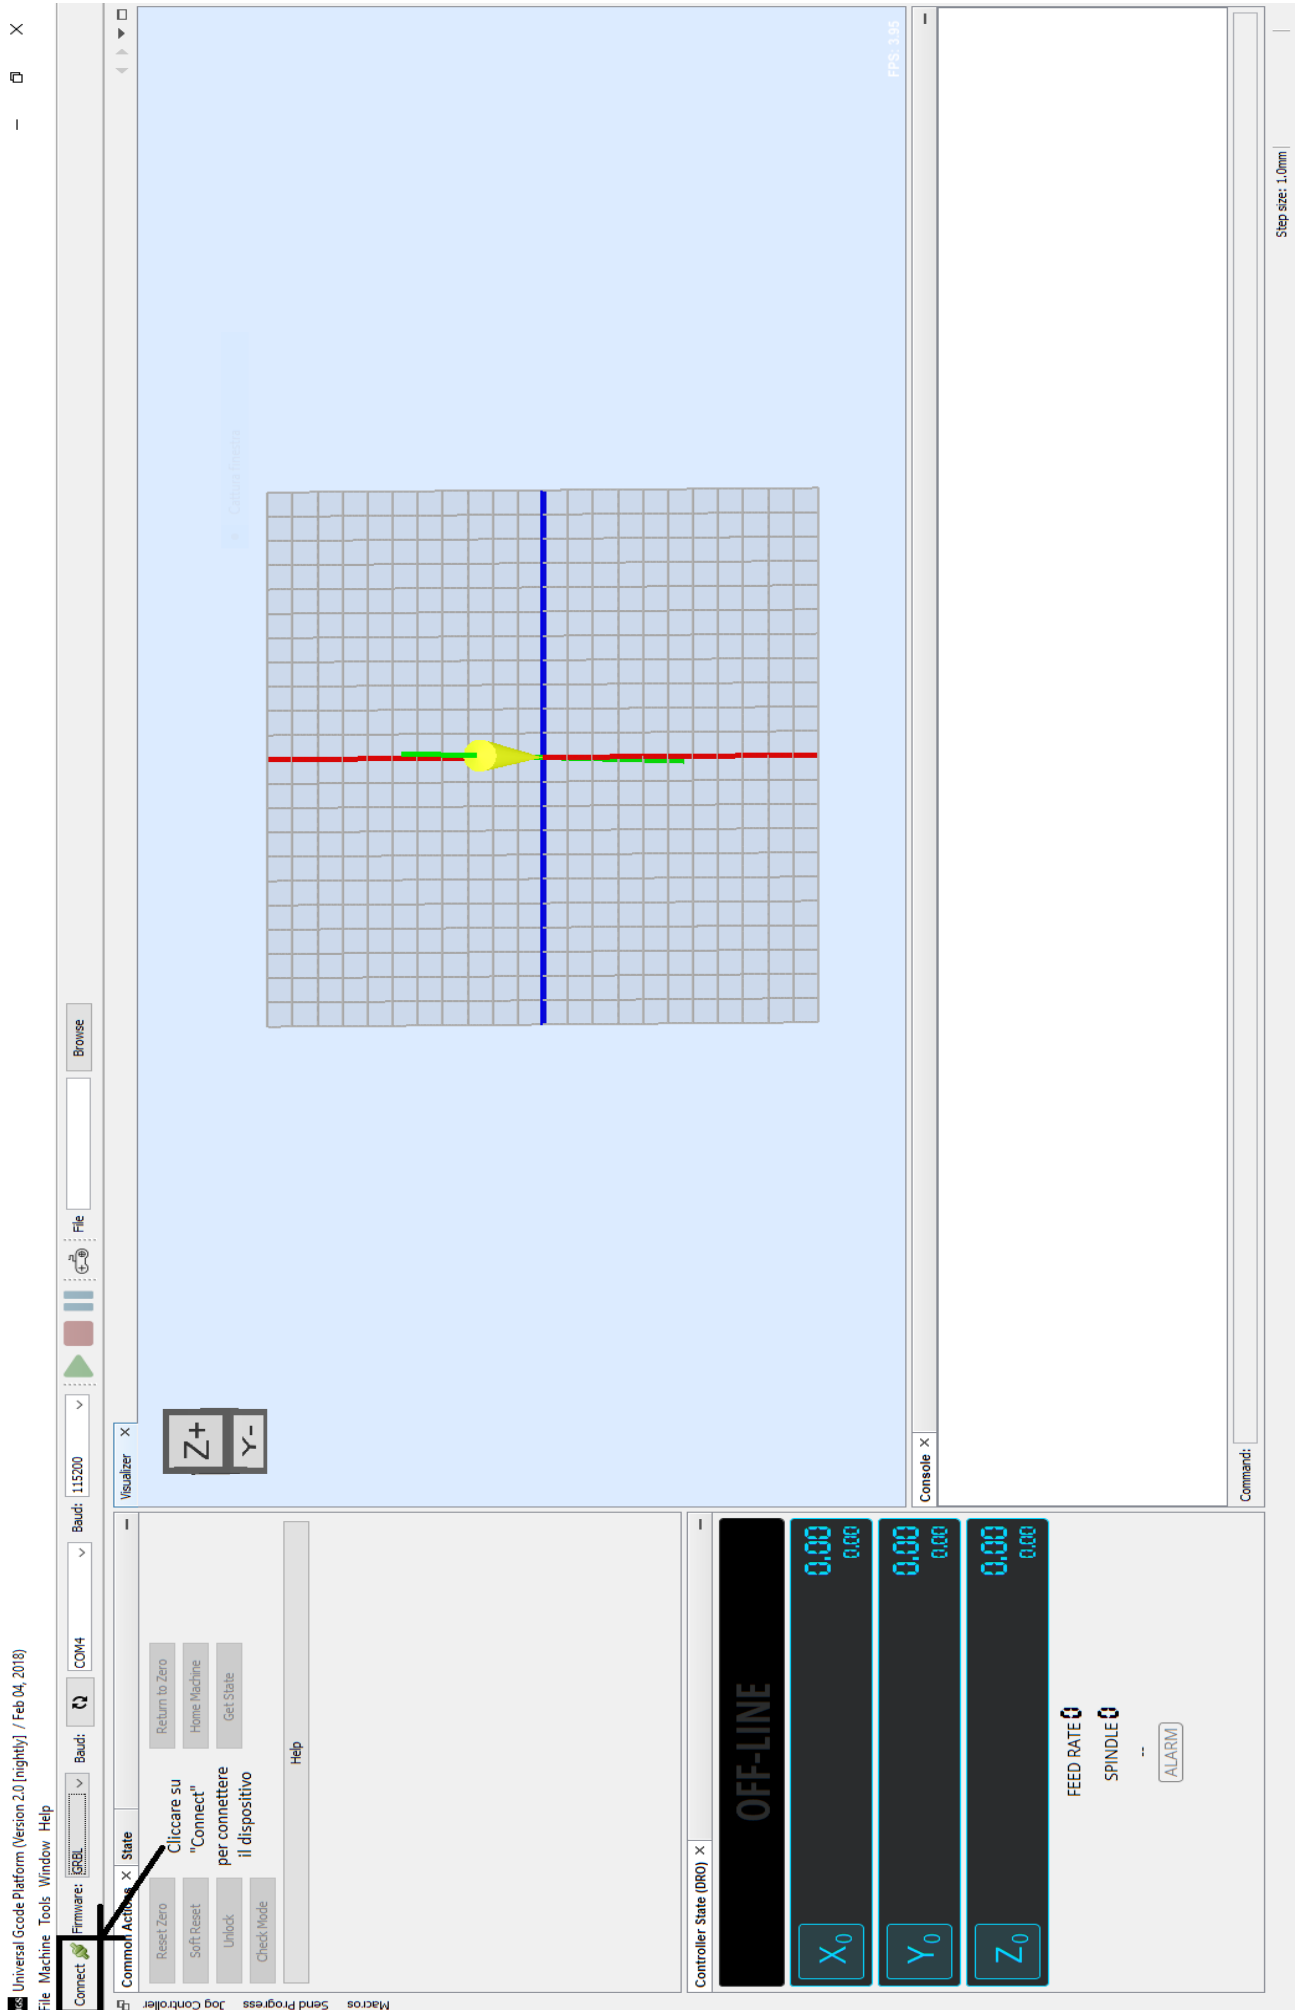 UGS Universal Gcode Platform (Version 2.0 [nightly] / Feb 04, 2018)
File Machine Tools Window Help
Connect Firmware: GRBL Baud: COM4 Baud: 115200 File Browse
Common Actions X State
Reset Zero
Soft Reset
Unlock
Check Mode
Cliccare su
"Connect"
per connettere
il dispositivo
Return to Zero
Home Machine
Get State
Help
Controller State (DRO) X
OFF-LINE
X0 0.00
0.00
Y0 0.00
0.00
Z0 0.00
0.00
FEED RATE 0
SPINDLE 0
--
ALARM
Visualizer X
Z+
Y-
Cattura Finestra
FPS: 3.95
Console X
Command:
Jog Controller
Send Progress
Macros
Step size: 1.0mm